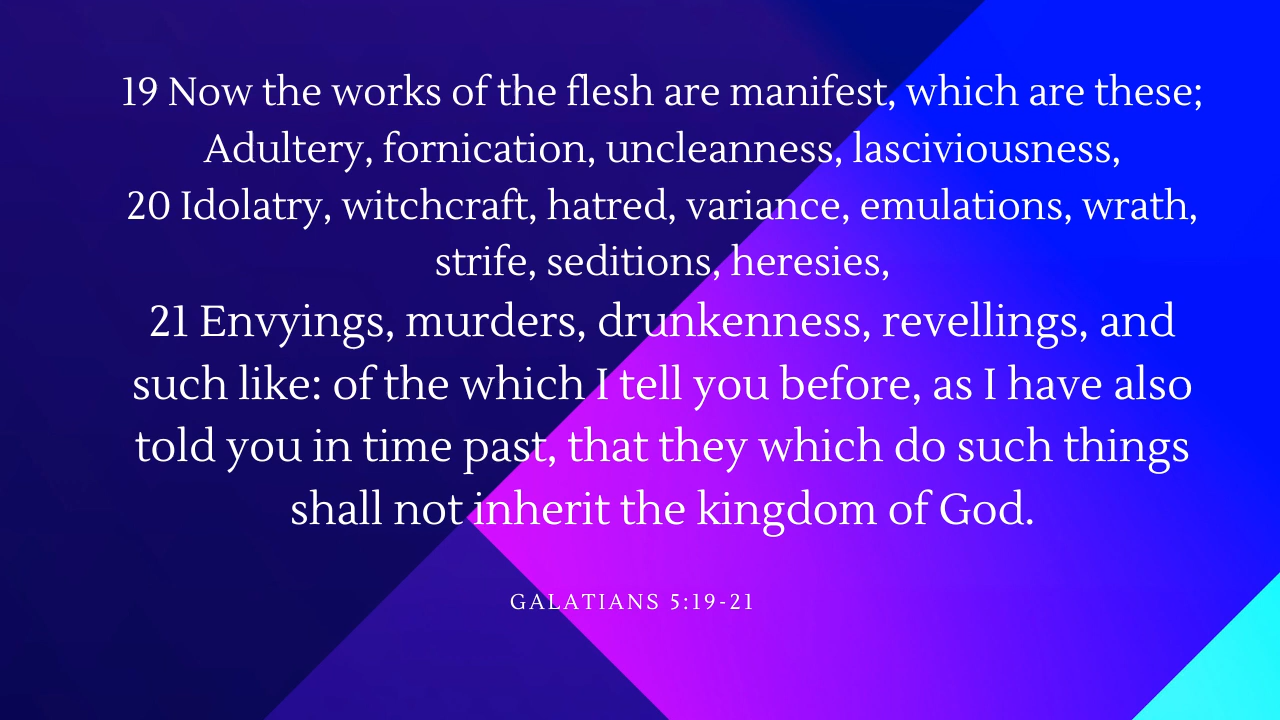 19 Now the works of the flesh are manifest, which are these;
Adultery, fornication, uncleanness, lasciviousness,
20 Idolatry, witchcraft, hatred, variance, emulations, wrath,
strife, seditions, heresies,
21 Envyings, murders, drunkenness, revellings, and
such like: of the which I tell you before, as I have also
told you in time past, that they which do such things
shall not inherit the kingdom of God.
GALATIANS 5:19-21